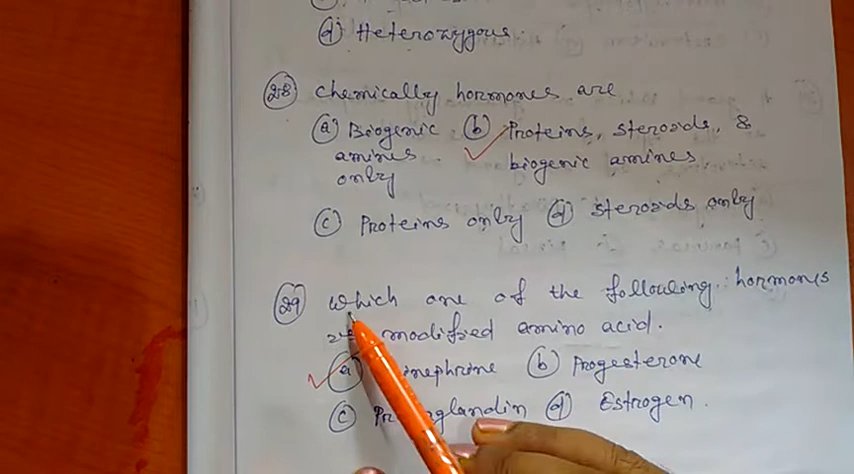 (d) Heterozygous.
(28) Chemically hormones are
(a) Biogenic amines only (b) Proteins, steroids, & biogenic amines.
(c) Proteins only (d) steroids only
(29) Which one of the following hormones
modified amino acid.
(a) inephrine (b) Progesterone
(c) glandin (d) Estrogen.